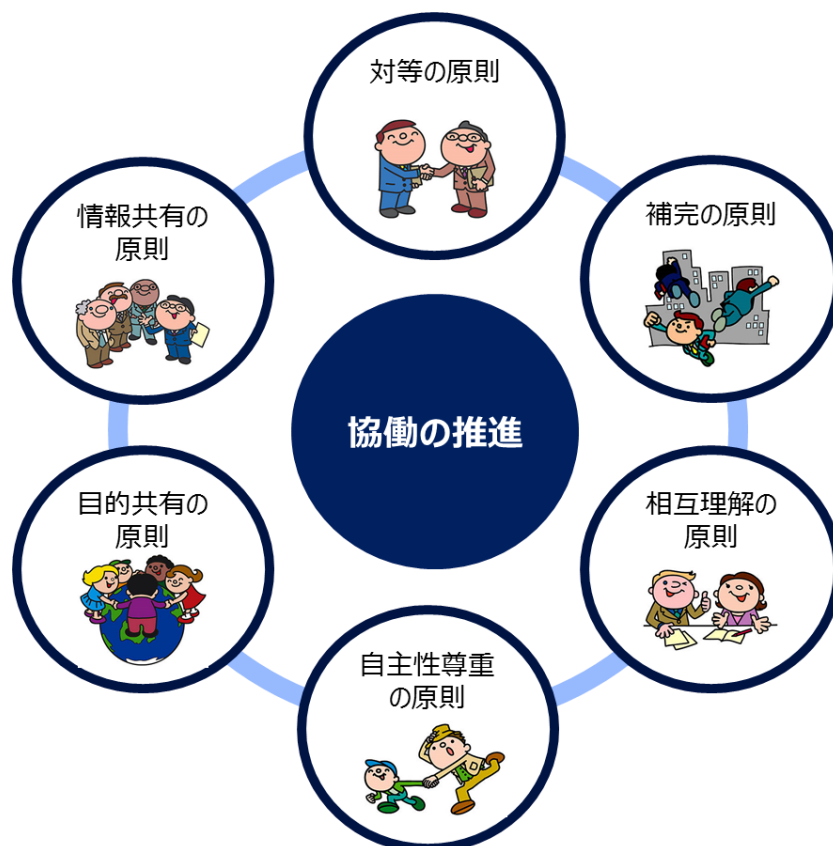 対等の原則
補完の原則
相互理解の
原則
自主性尊重
の原則
目的共有の
原則
情報共有の
原則
協働の推進